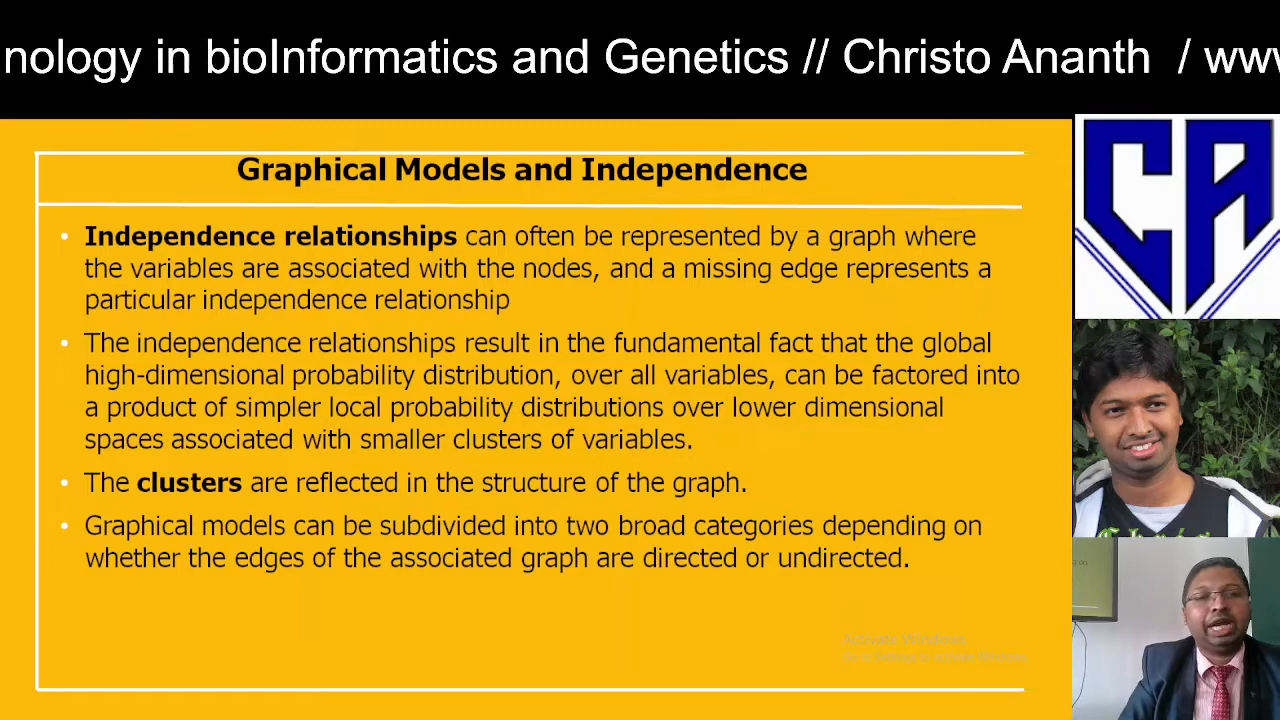 nology in bioInformatics and Genetics // Christo Ananth / www
Graphical Models and Independence
• Independence relationships can often be represented by a graph where
the variables are associated with the nodes, and a missing edge represents a
particular independence relationship
• The independence relationships result in the fundamental fact that the global
high-dimensional probability distribution, over all variables, can be factored into
a product of simpler local probability distributions over lower dimensional
spaces associated with smaller clusters of variables.
• The clusters are reflected in the structure of the graph.
• Graphical models can be subdivided into two broad categories depending on
whether the edges of the associated graph are directed or undirected.
CA